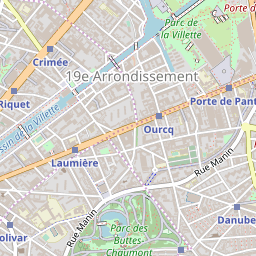 Parc de
la Villette
Porte d
Crimée
19e Arrondissement
Riquet
Porte de Pant
Ourcq
ssin de la Villette
Laumière
Rue Manin
Rue Manin
Parc des
Buttes
Chaumont
Danube
olivar